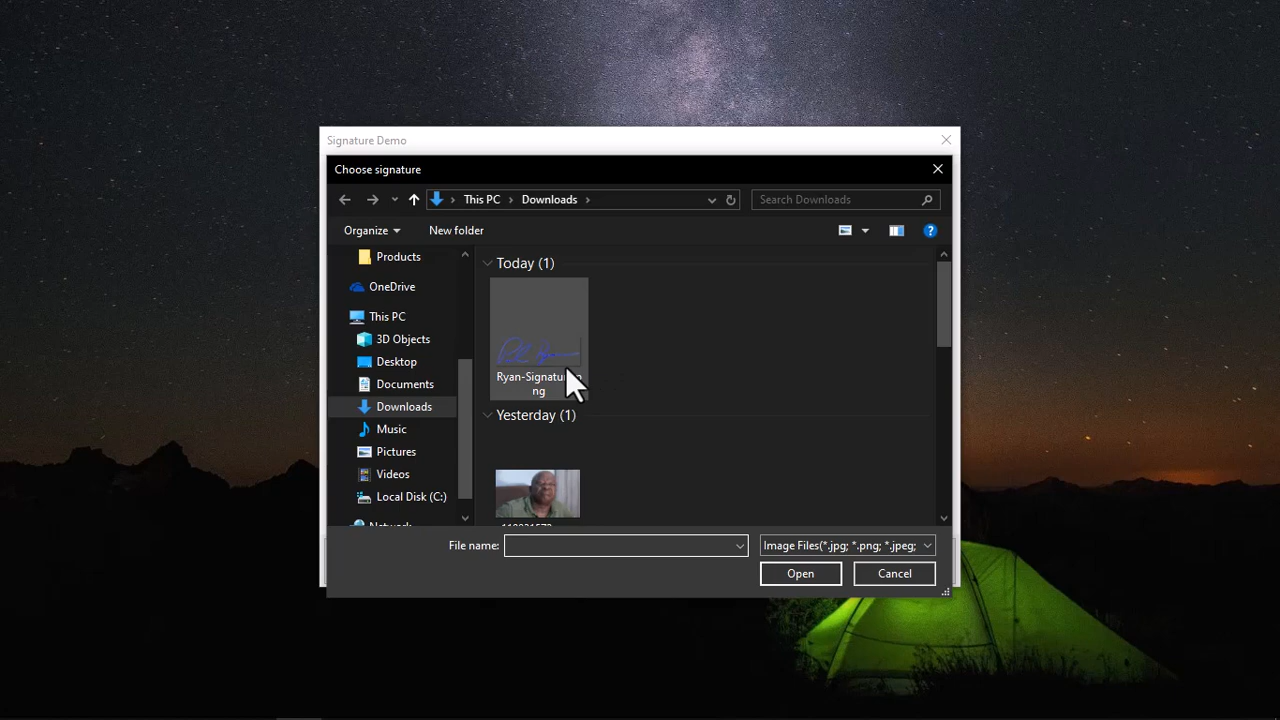 Signature Demo
Choose signature
This PC
Downloads
Search Downloads
Organize
New folder
Products
OneDrive
This PC
3D Objects
Desktop
Documents
Downloads
Music
Pictures
Videos
Local Disk (C:)
Today (1)
ng
Yesterday (1)
File name:
Image Files(*.jpg; *.png; *.jpeg;
Open
Cancel